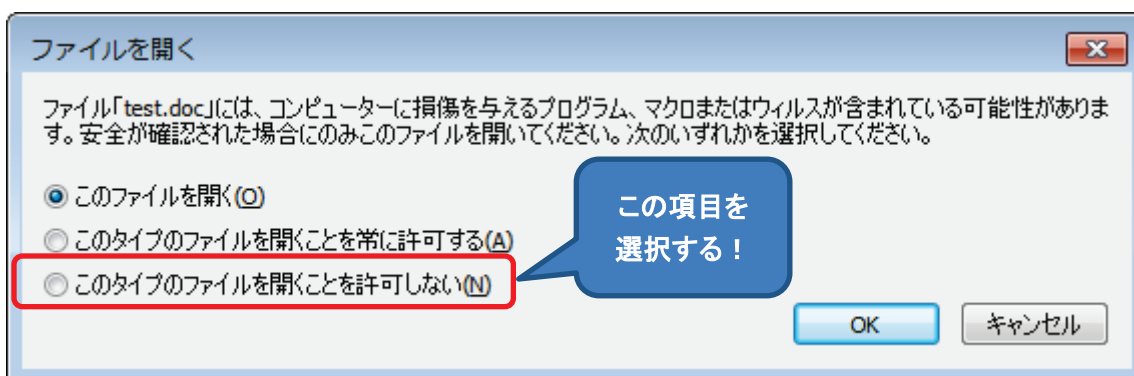 ファイルを開く
ファイル「test.doc」には、コンピューターに損傷を与えるプログラム、マクロまたはウィルスが含まれている可能性がありま
す。安全が確認された場合にのみこのファイルを開いてください。次のいずれかを選択してください。
このファイルを開く(O)
このタイプのファイルを開くことを常に許可する(A)
このタイプのファイルを開くことを許可しない(N)
この項目を
選択する！
OK
キャンセル